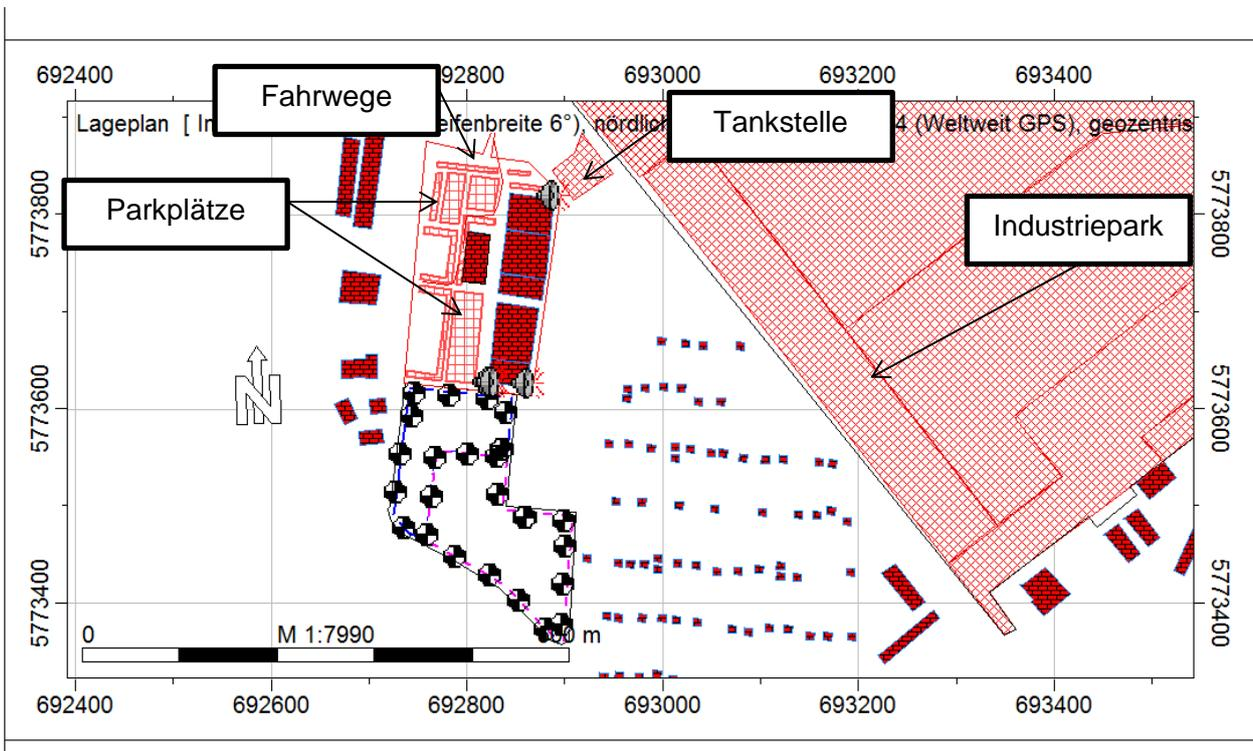 692400 692800 693000 693200 693400
Fahrwege
Lageplan [ In eifenbreite 6°), nördlich 4 (Weltweit GPS), geozentris
Tankstelle
5773800
5773800
Parkplätze
Industriepark
5773600
5773600
N
5773400
5773400
0 M 1:7990 m
692400 692600 692800 693000 693200 693400